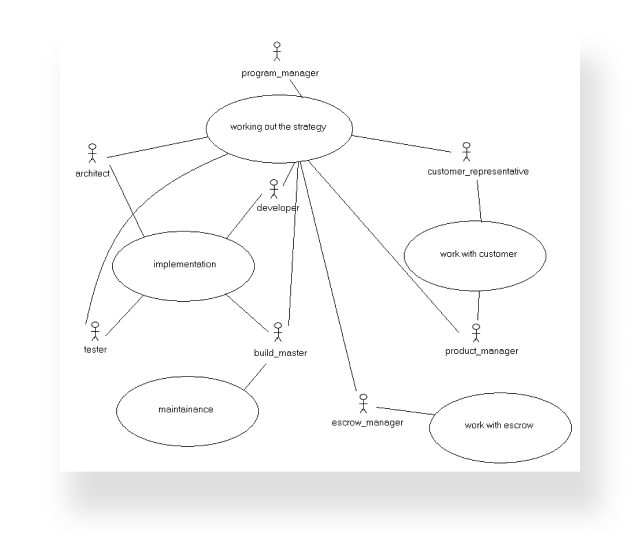 program_manager
working out the strategy
architect
customer_representative
developer
implementation
work with customer
tester
build_master
product_manager
maintainance
escrow_manager
work with escrow